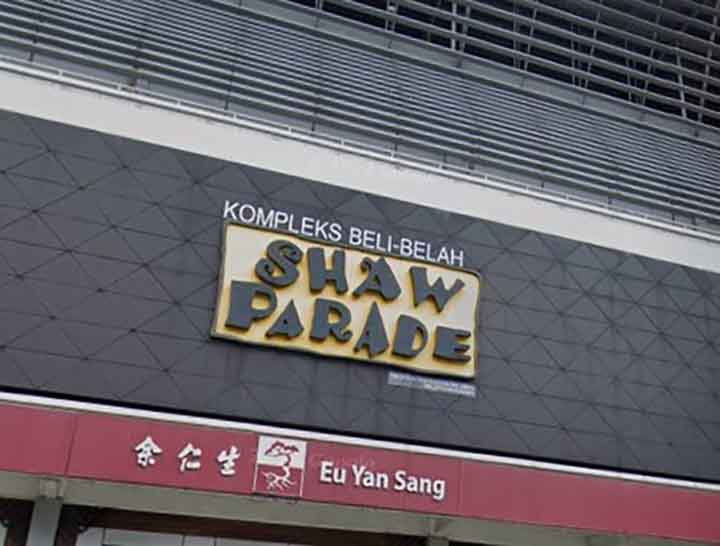 KOMPLEKS BELI-BELAH
SHAW
PARADE
余仁生 Eu Yan Sang